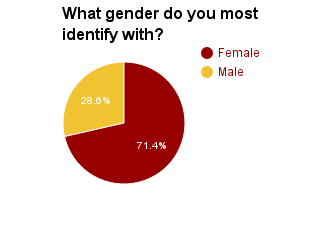 What gender do you most
identify with?
Female
Male
28.6%
71.4%